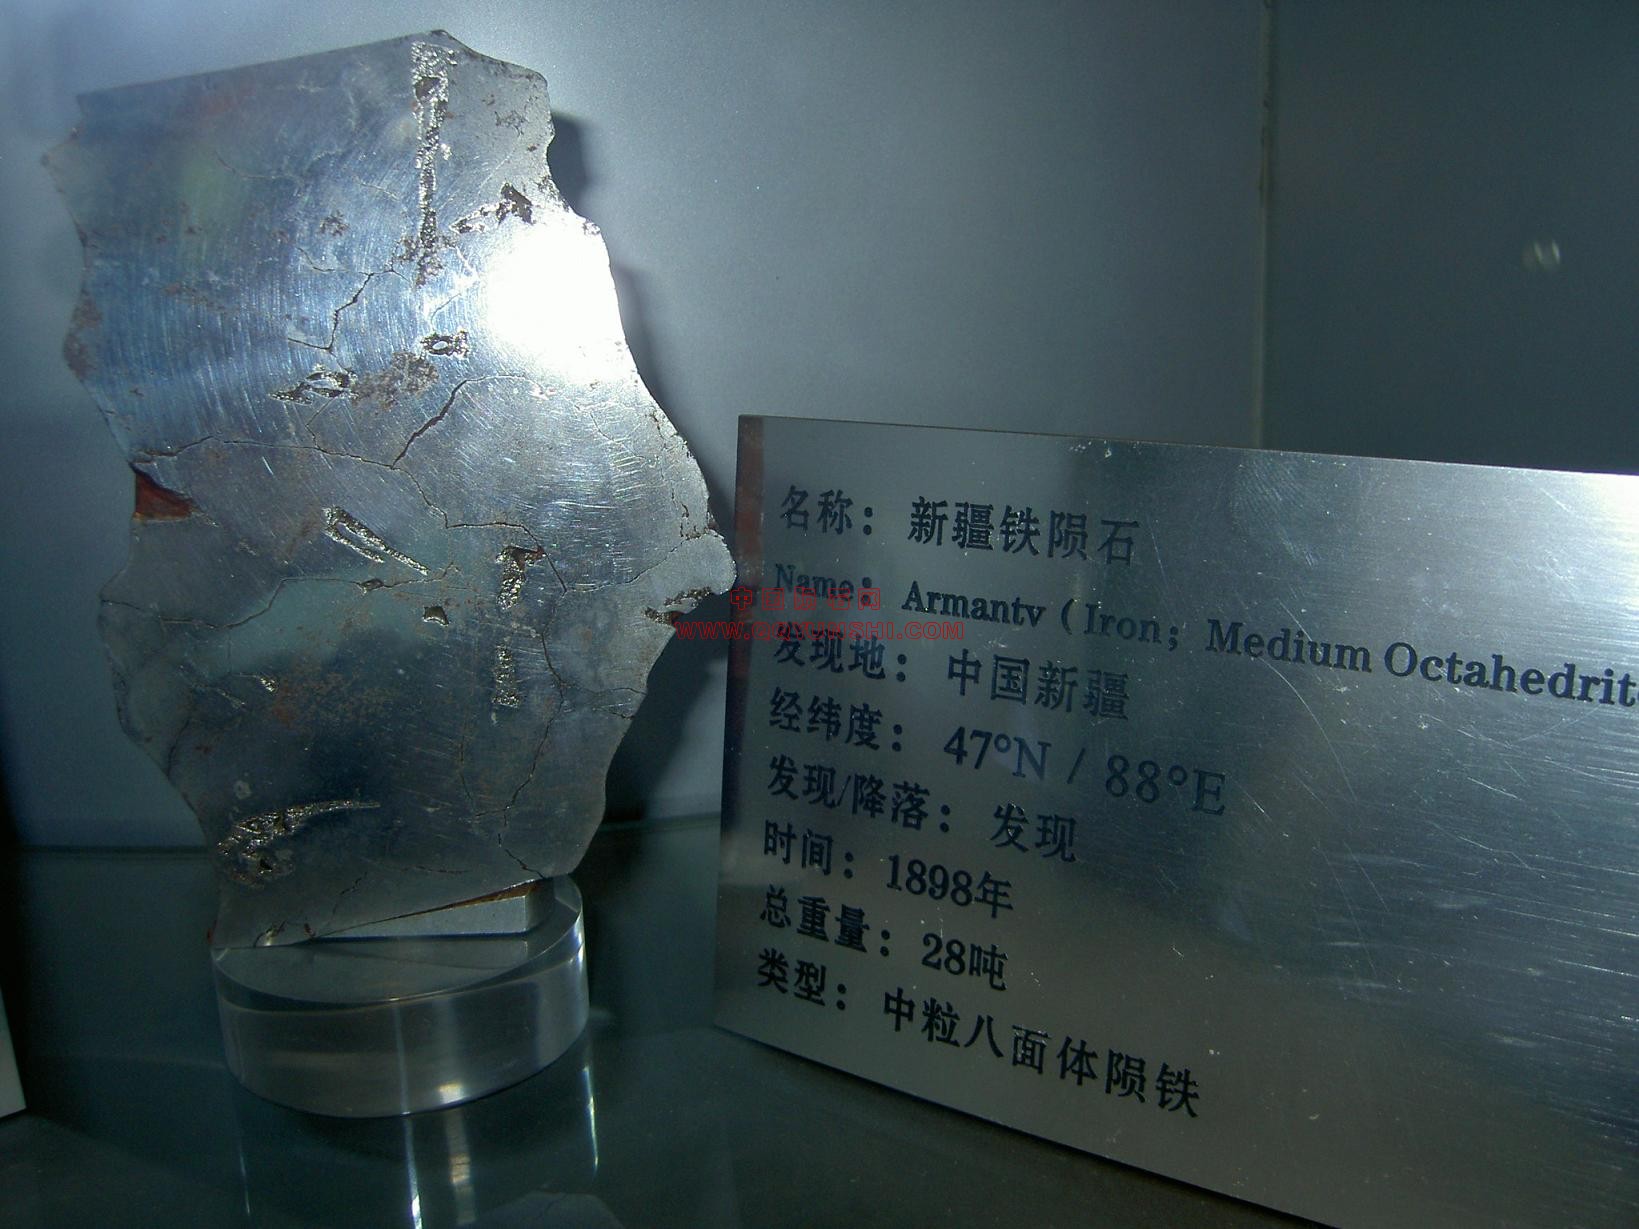 名称：新疆铁陨石
Name：Armantv（Iron；Medium Octahedrit
WWW.QQYUNSHI.COM
发现地：中国新疆
经纬度：47°N / 88°E
发现/降落：发现
时间：1898年
总重量：28吨
类型：中粒八面体陨铁